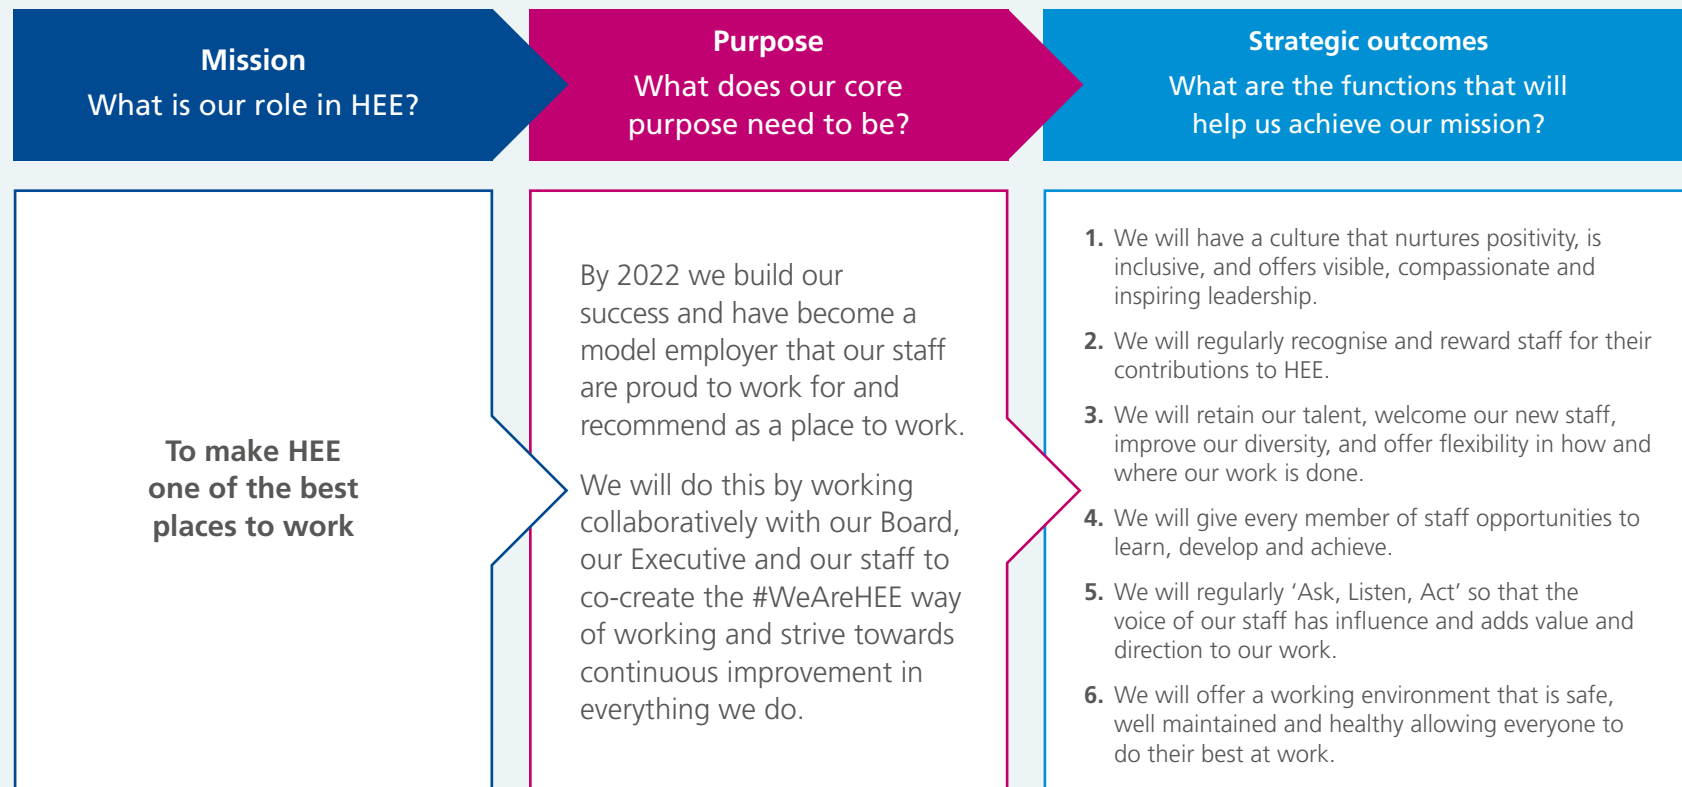 Mission
What is our role in HEE?
Purpose
What does our core
purpose need to be?
Strategic outcomes
What are the functions that will
help us achieve our mission?
To make HEE
one of the best
places to work
By 2022 we build our
success and have become a
model employer that our staff
are proud to work for and
recommend as a place to work.
We will do this by working
collaboratively with our Board,
our Executive and our staff to
co-create the #WeAreHEE way
of working and strive towards
continuous improvement in
everything we do.
1. We will have a culture that nurtures positivity, is
inclusive, and offers visible, compassionate and
inspiring leadership.
2. We will regularly recognise and reward staff for their
contributions to HEE.
3. We will retain our talent, welcome our new staff,
improve our diversity, and offer flexibility in how and
where our work is done.
4. We will give every member of staff opportunities to
learn, develop and achieve.
5. We will regularly ‘Ask, Listen, Act’ so that the
voice of our staff has influence and adds value and
direction to our work.
6. We will offer a working environment that is safe,
well maintained and healthy allowing everyone to
do their best at work.